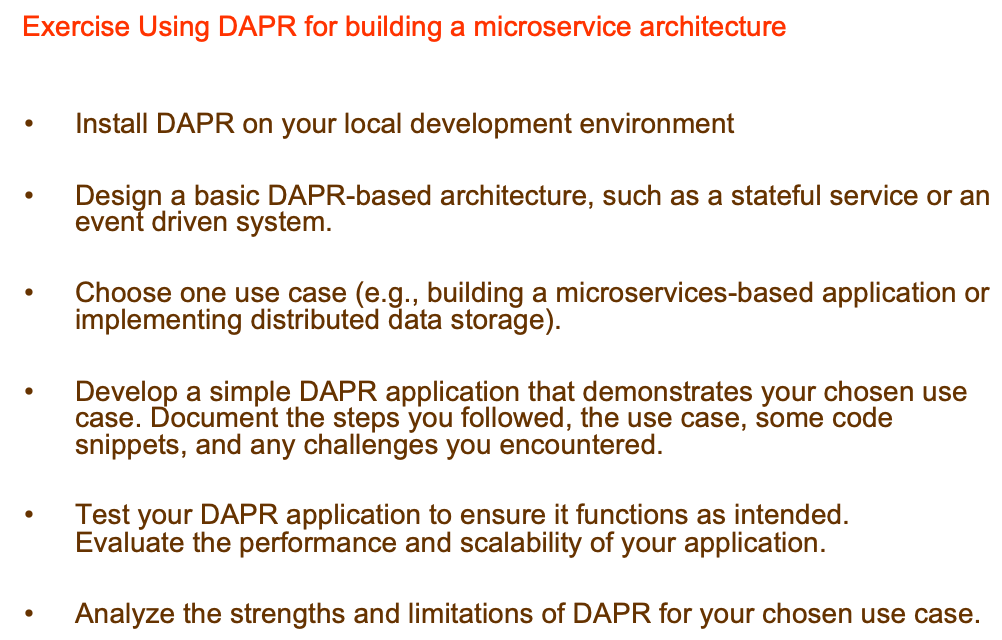 Exercise Using DAPR for building a microservice architecture
• Install DAPR on your local development environment
• Design a basic DAPR-based architecture, such as a stateful service or an
event driven system.
• Choose one use case (e.g., building a microservices-based application or
implementing distributed data storage).
• Develop a simple DAPR application that demonstrates your chosen use
case. Document the steps you followed, the use case, some code
snippets, and any challenges you encountered.
• Test your DAPR application to ensure it functions as intended.
Evaluate the performance and scalability of your application.
• Analyze the strengths and limitations of DAPR for your chosen use case.